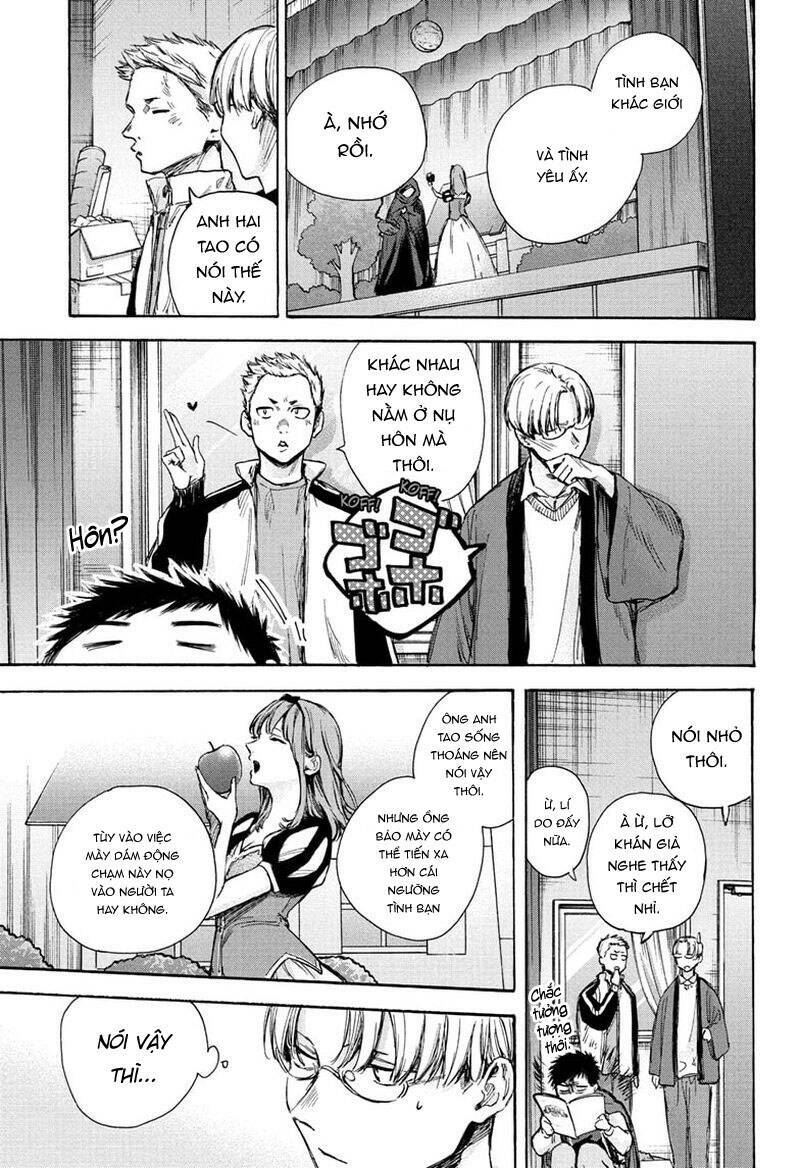 TÌNH BẠN
KHÁC GIỚI
VÀ TÌNH
YÊU ẤY.
À, NHỚ
RỒI.
ANH HAI
TAO CÓ
NÓI THẾ
NÀY.
KHÁC NHAU
HAY KHÔNG
NẰM Ở NỤ
HÔN MÀ
THÔI.
KOFF!
KOFF!
ゴホ
ゴホ
Hôn?
NÓI NHỎ
THÔI.
À Ừ, LỠ
KHÁN GIẢ
NGHE THẤY
THÌ CHẾT
NHỈ.
Ừ, LÍ
DO ĐẤY
NỮA.
Chắc
tưởng
tượng
thôi.
ÔNG ANH
TAO SỐNG
THOÁNG NÊN
NÓI VẬY
THÔI.
NHƯNG ỔNG
BẢO MÀY CÓ
THỂ TIẾN XA
HƠN CÁI
NGƯỠNG
TÌNH BẠN
TÙY VÀO VIỆC
MÀY DÁM ĐỘNG
CHẠM NÀY NỌ
VÀO NGƯỜI TA
HAY KHÔNG.
NÓI VẬY
THÌ...